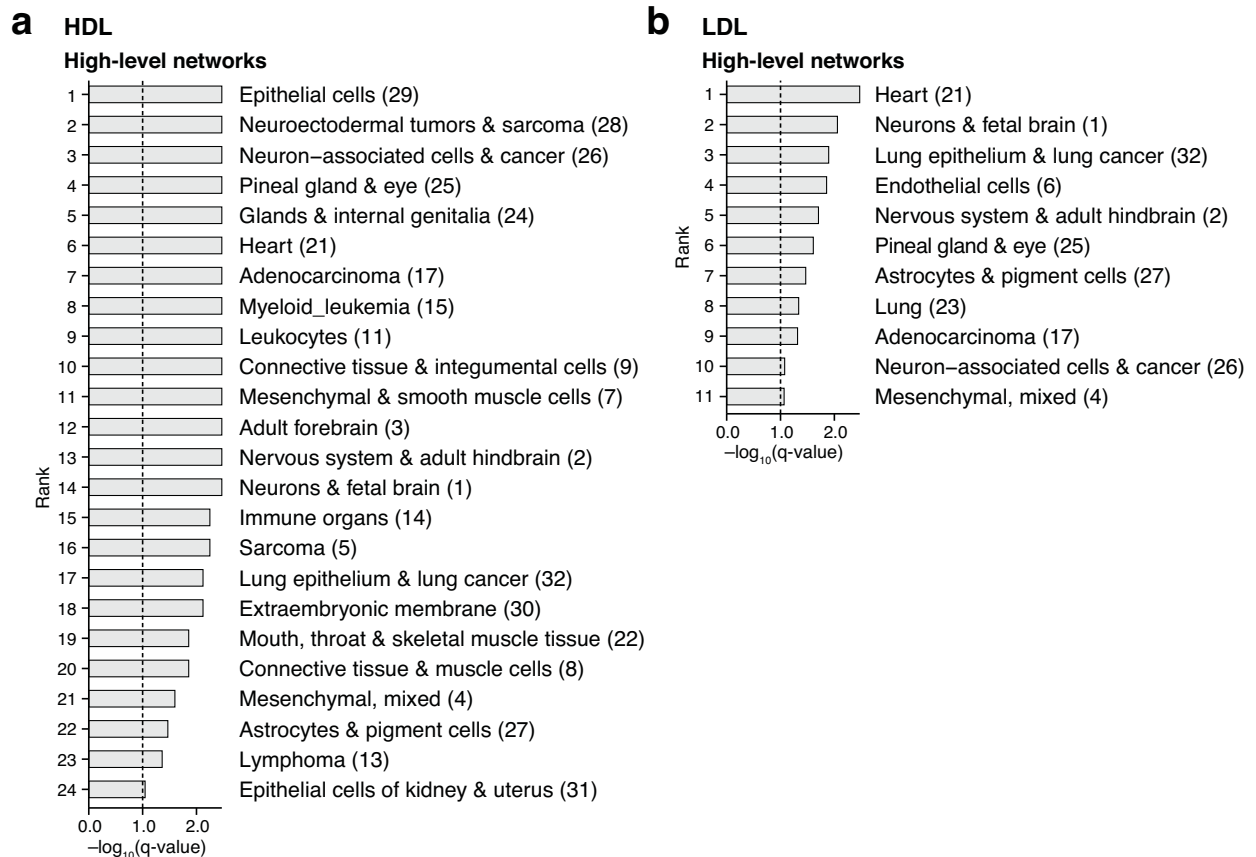 a HDL
High-level networks
1 Epithelial cells (29)
2 Neuroectodermal tumors & sarcoma (28)
3 Neuron−associated cells & cancer (26)
4 Pineal gland & eye (25)
5 Glands & internal genitalia (24)
6 Heart (21)
7 Adenocarcinoma (17)
8 Myeloid_leukemia (15)
9 Leukocytes (11)
10 Connective tissue & integumental cells (9)
11 Mesenchymal & smooth muscle cells (7)
12 Adult forebrain (3)
13 Nervous system & adult hindbrain (2)
14 Neurons & fetal brain (1)
15 Immune organs (14)
16 Sarcoma (5)
17 Lung epithelium & lung cancer (32)
18 Extraembryonic membrane (30)
19 Mouth, throat & skeletal muscle tissue (22)
20 Connective tissue & muscle cells (8)
21 Mesenchymal, mixed (4)
22 Astrocytes & pigment cells (27)
23 Lymphoma (13)
24 Epithelial cells of kidney & uterus (31)
Rank
0.0 1.0 2.0
−log10(q-value)
b LDL
High-level networks
1 Heart (21)
2 Neurons & fetal brain (1)
3 Lung epithelium & lung cancer (32)
4 Endothelial cells (6)
5 Nervous system & adult hindbrain (2)
6 Pineal gland & eye (25)
7 Astrocytes & pigment cells (27)
8 Lung (23)
9 Adenocarcinoma (17)
10 Neuron−associated cells & cancer (26)
11 Mesenchymal, mixed (4)
Rank
0.0 1.0 2.0
−log10(q-value)